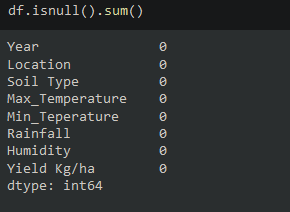 df.isnull().sum()
Year 0
Location 0
Soil Type 0
Max_Temperature 0
Min_Teperature 0
Rainfall 0
Humidity 0
Yield Kg/ha 0
dtype: int64